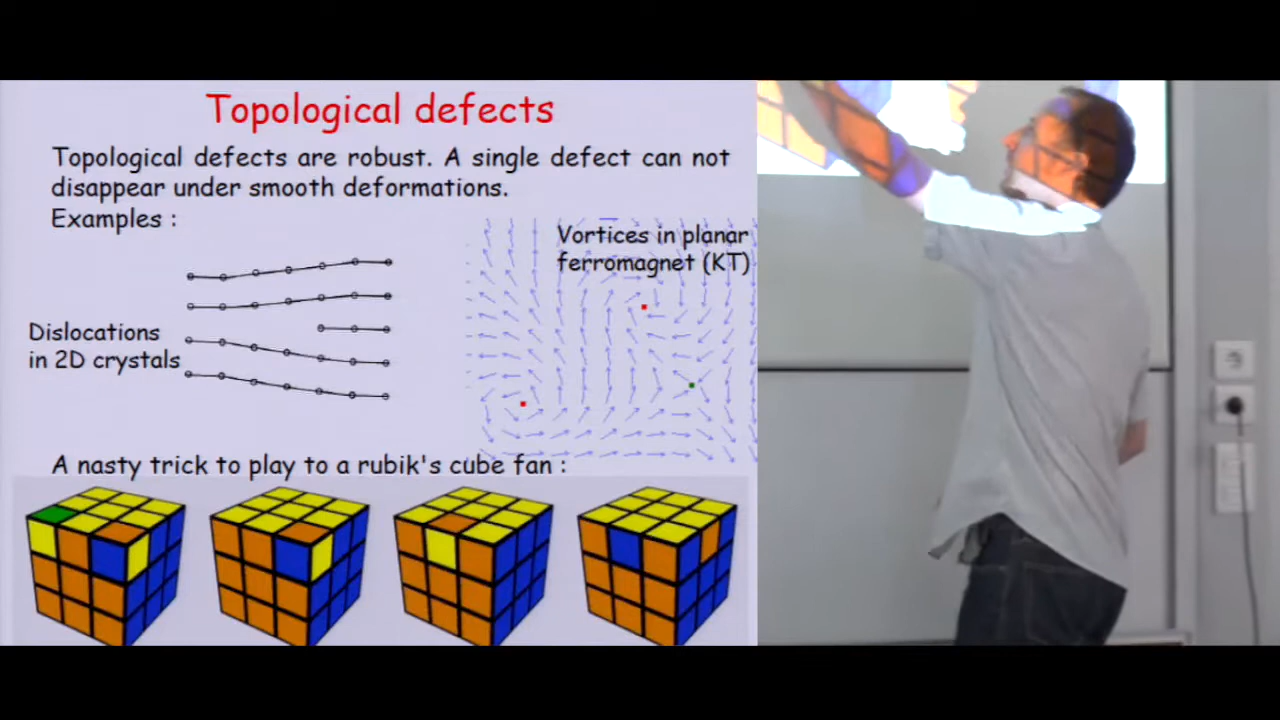 Topological defects
Topological defects are robust. A single defect can not
disappear under smooth deformations.
Examples :
Vortices in planar
ferromagnet (KT)
Dislocations
in 2D crystals
A nasty trick to play to a rubik's cube fan :